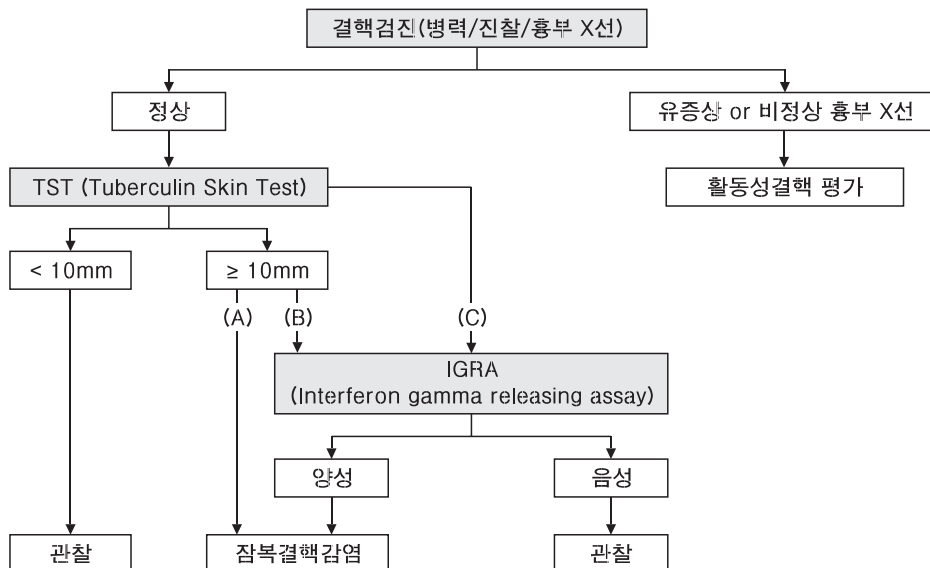 결핵검진(병력/진찰/흉부 X선)
정상
유증상 or 비정상 흉부 X선
TST (Tuberculin Skin Test)
활동성결핵 평가
< 10mm
≥ 10mm
(A)
(B)
(C)
IGRA
(Interferon gamma releasing assay)
양성
음성
관찰
잠복결핵감염
관찰